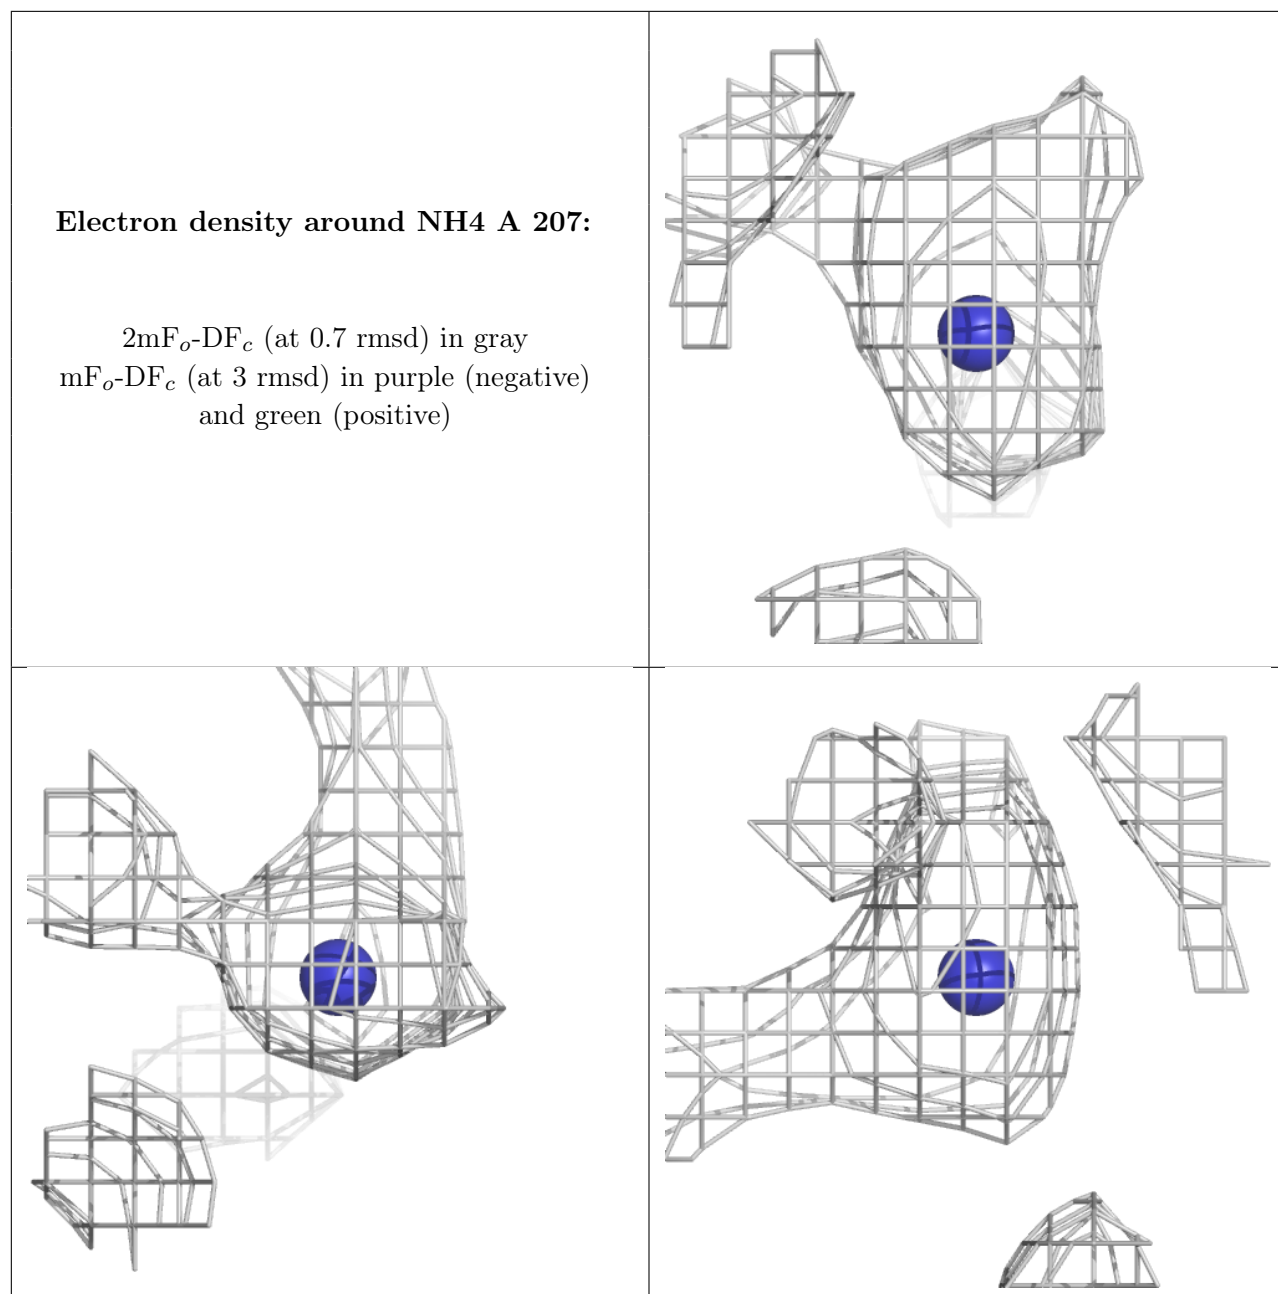 Electron density around NH4 A 207:
2mFo-DFc (at 0.7 rmsd) in gray
mFo-DFc (at 3 rmsd) in purple (negative)
and green (positive)